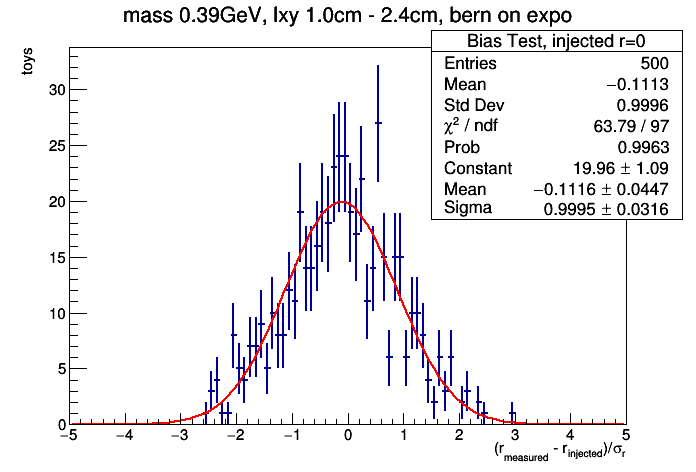 mass 0.39GeV, lxy 1.0cm - 2.4cm, bern on expo
Bias Test, injected r=0
Entries 500
Mean −0.1113
Std Dev 0.9996
χ² / ndf 63.79 / 97
Prob 0.9963
Constant 19.96 ± 1.09
Mean −0.1116 ± 0.0447
Sigma 0.9995 ± 0.0316
toys
30
25
20
15
10
5
0
−5 −4 −3 −2 −1 0 1 2 3 4 5
(r_measured - r_injected)/σ_r